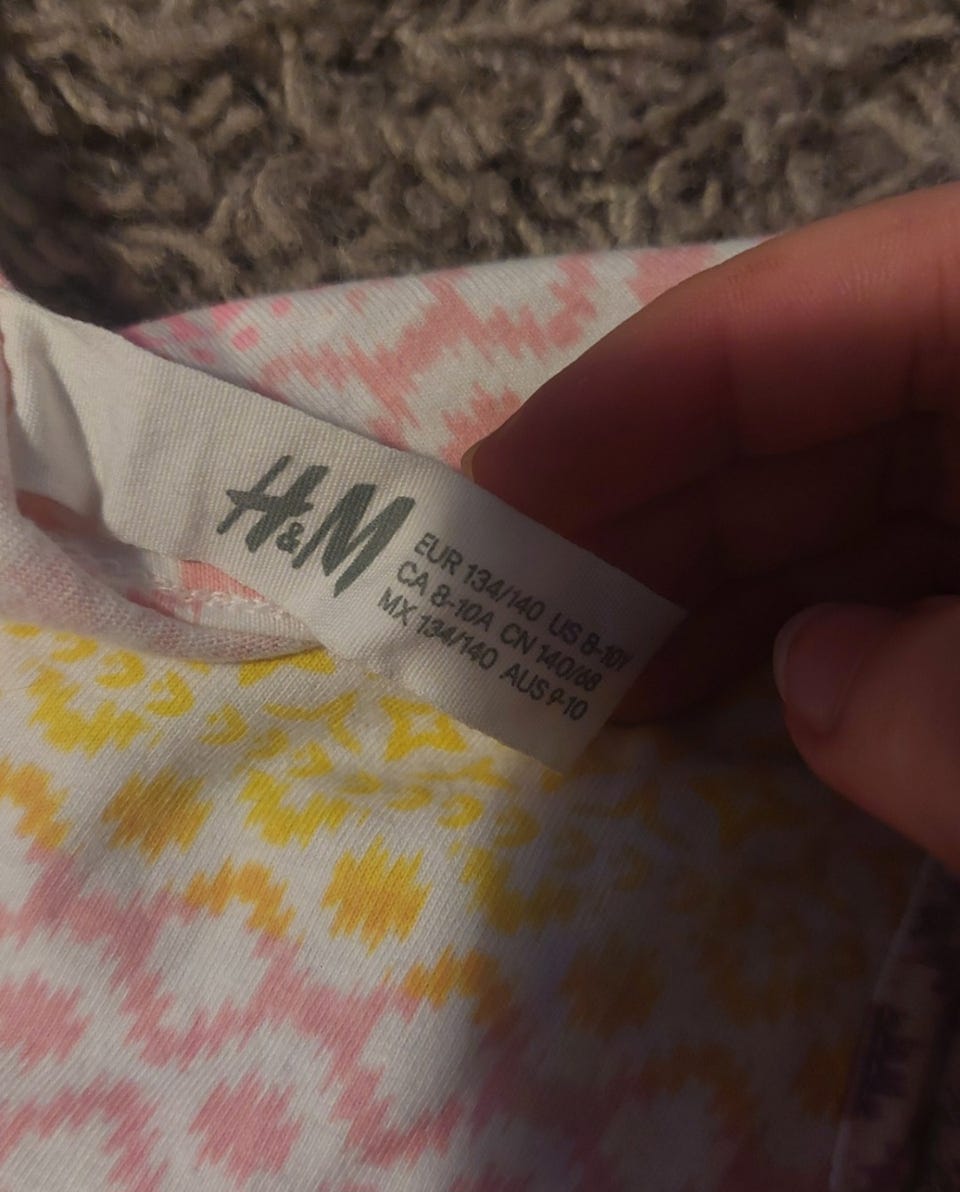 H&M
EUR 134/140 US 8-10Y
CA 8-10A CN 140/68
MX 134/140 AUS 9-10